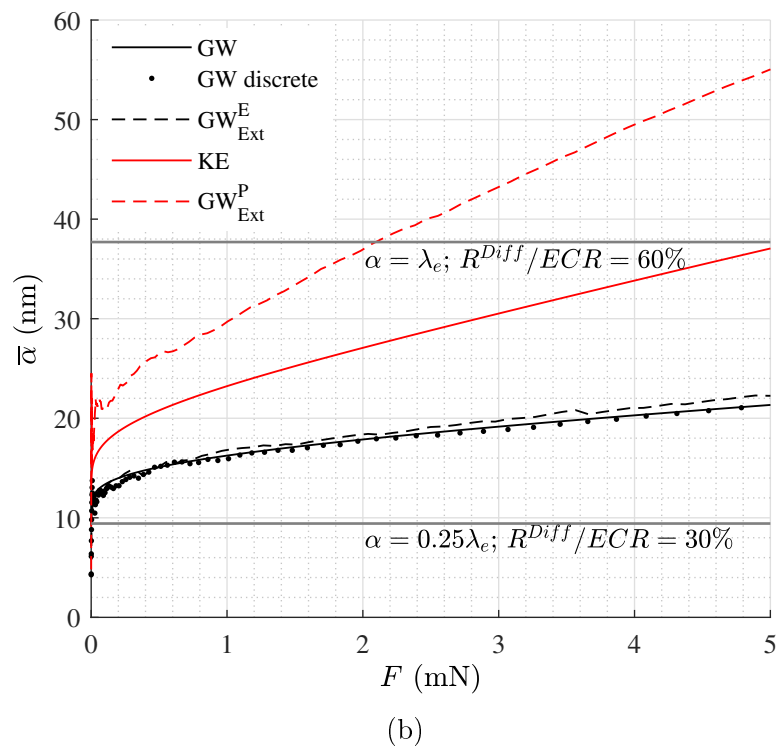 60
50
40
30
20
10
0
ᾱ (nm)
GW
GW discrete
GW^E_Ext
KE
GW^P_Ext
α = λ_e; R^Diff/ECR = 60%
α = 0.25λ_e; R^Diff/ECR = 30%
0 1 2 3 4 5
F (mN)
(b)